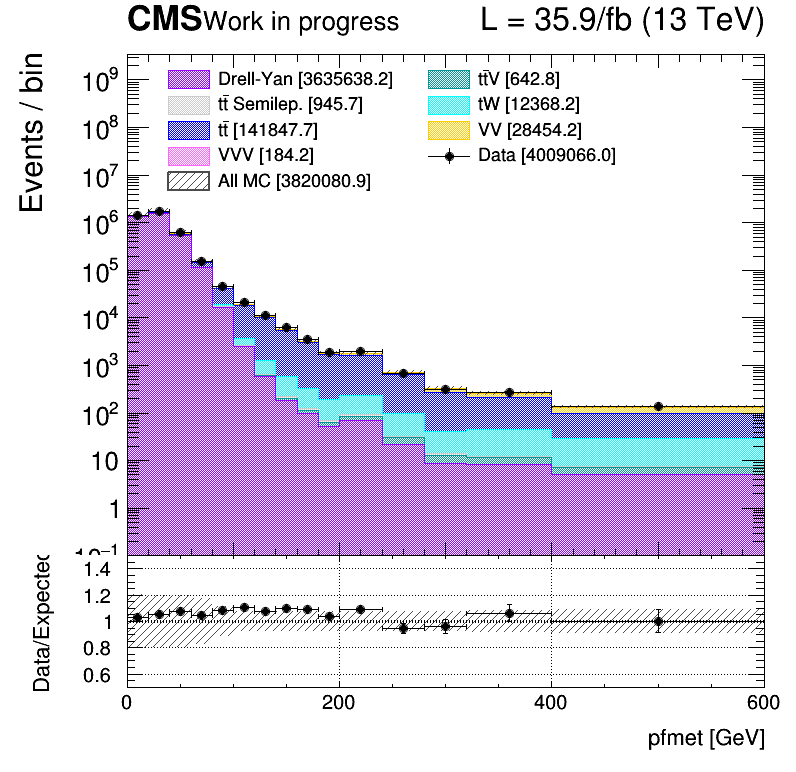 CMS Work in progress L = 35.9/fb (13 TeV)
Events / bin
10⁹
10⁸
10⁷
10⁶
10⁵
10⁴
10³
10²
10
1
10⁻¹
Drell-Yan [3635638.2]
tt̄V [642.8]
tt̄ Semilep. [945.7]
tW [12368.2]
tt̄ [141847.7]
VV [28454.2]
VVV [184.2]
Data [4009066.0]
All MC [3820080.9]
Data/Expected
1.4
1.2
1
0.8
0.6
0 200 400 600
pfmet [GeV]